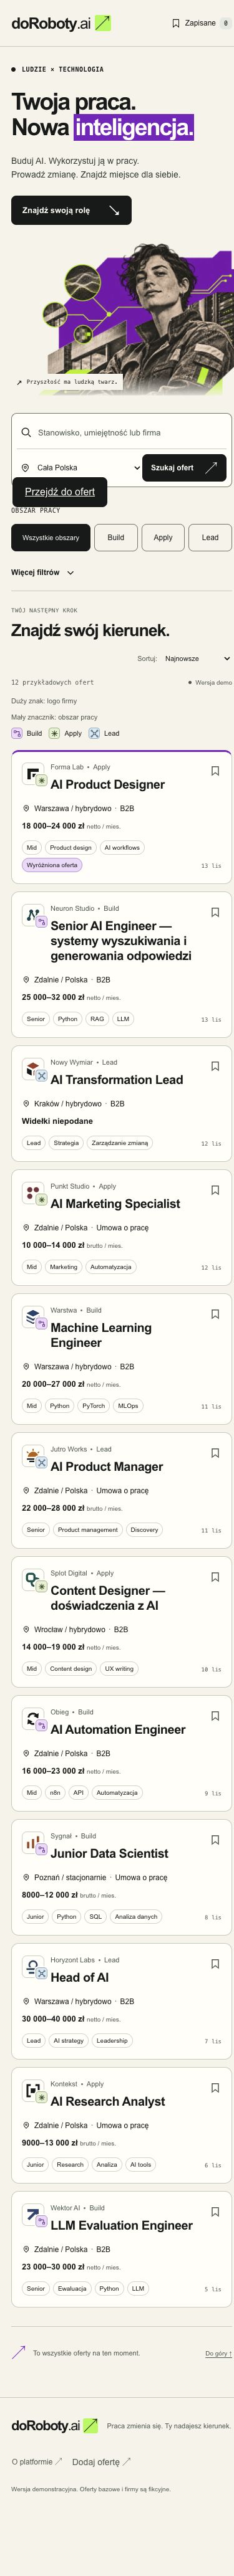 doRoboty.ai
Zapisane 0
LUDZIE × TECHNOLOGIA
Twoja praca.
Nowa inteligencja.
Buduj AI. Wykorzystuj ją w pracy.
Prowadź zmianę. Znajdź miejsce dla siebie.
Znajdź swoją rolę ↘
↗ Przyszłość ma ludzką twarz.
Stanowisko, umiejętność lub firma
Cała Polska
Szukaj ofert
Przejdź do ofert
OBSZAR PRACY
Wszystkie obszary
Build
Apply
Lead
Więcej filtrów
TWÓJ NASTĘPNY KROK
Znajdź swój kierunek.
Sortuj: Najnowsze
12 przykładowych ofert
Wersja demo
Duży znak: logo firmy
Mały znacznik: obszar pracy
Build Apply Lead
Forma Lab • Apply
AI Product Designer
Warszawa / hybrydowo · B2B
18 000–24 000 zł netto / mies.
Mid Product design AI workflows
Wyróżniona oferta
13 lis
Neuron Studio • Build
Senior AI Engineer —
systemy wyszukiwania i
generowania odpowiedzi
Zdalnie / Polska · B2B
25 000–32 000 zł netto / mies.
Senior Python RAG LLM
13 lis
Nowy Wymiar • Lead
AI Transformation Lead
Kraków / hybrydowo · B2B
Widełki niepodane
Lead Strategia Zarządzanie zmianą
12 lis
Punkt Studio • Apply
AI Marketing Specialist
Zdalnie / Polska · Umowa o pracę
10 000–14 000 zł brutto / mies.
Mid Marketing Automatyzacja
12 lis
Warstwa • Build
Machine Learning
Engineer
Warszawa / hybrydowo · B2B
20 000–27 000 zł netto / mies.
Mid Python PyTorch MLOps
11 lis
Jutro Works • Lead
AI Product Manager
Zdalnie / Polska · Umowa o pracę
22 000–28 000 zł brutto / mies.
Senior Product management Discovery
11 lis
Splot Digital • Apply
Content Designer —
doświadczenia z AI
Wrocław / hybrydowo · B2B
14 000–19 000 zł netto / mies.
Mid Content design UX writing
10 lis
Obieg • Build
AI Automation Engineer
Zdalnie / Polska · B2B
16 000–23 000 zł netto / mies.
Mid n8n API Automatyzacja
9 lis
Sygnał • Build
Junior Data Scientist
Poznań / stacjonarnie · Umowa o pracę
8000–12 000 zł brutto / mies.
Junior Python SQL Analiza danych
8 lis
Horyzont Labs • Lead
Head of AI
Warszawa / hybrydowo · B2B
30 000–40 000 zł netto / mies.
Lead AI strategy Leadership
7 lis
Kontekst • Apply
AI Research Analyst
Zdalnie / Polska · Umowa o pracę
9000–13 000 zł brutto / mies.
Junior Research Analiza AI tools
6 lis
Wektor AI • Build
LLM Evaluation Engineer
Zdalnie / Polska · B2B
23 000–30 000 zł netto / mies.
Senior Ewaluacja Python LLM
5 lis
To wszystkie oferty na ten moment.
Do góry ↑
doRoboty.ai
Praca zmienia się. Ty nadajesz kierunek.
O platformie
Dodaj ofertę
Wersja demonstracyjna. Oferty bazowe i firmy są fikcyjne.